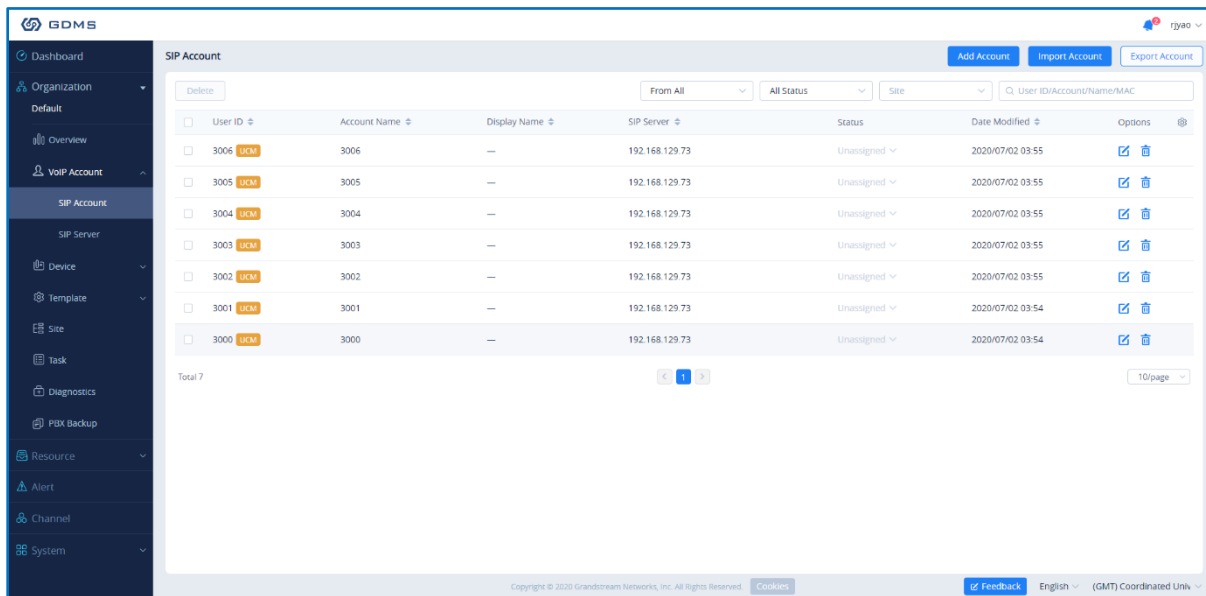 GDMS
2
rjyao
Dashboard
Organization
Default
Overview
VoIP Account
SIP Account
SIP Server
Device
Template
Site
Task
Diagnostics
PBX Backup
Resource
Alert
Channel
System
SIP Account
Add Account
Import Account
Export Account
Delete
From All
All Status
Site
User ID/Account/Name/MAC
User ID Account Name Display Name SIP Server Status Date Modified Options
3006 UCM 3006 — 192.168.129.73 Unassigned 2020/07/02 03:55
3005 UCM 3005 — 192.168.129.73 Unassigned 2020/07/02 03:55
3004 UCM 3004 — 192.168.129.73 Unassigned 2020/07/02 03:55
3003 UCM 3003 — 192.168.129.73 Unassigned 2020/07/02 03:55
3002 UCM 3002 — 192.168.129.73 Unassigned 2020/07/02 03:55
3001 UCM 3001 — 192.168.129.73 Unassigned 2020/07/02 03:54
3000 UCM 3000 — 192.168.129.73 Unassigned 2020/07/02 03:54
Total 7
< 1 >
10/page
Copyright © 2020 Grandstream Networks, Inc. All Rights Reserved. Cookies
Feedback
English
(GMT) Coordinated Univ